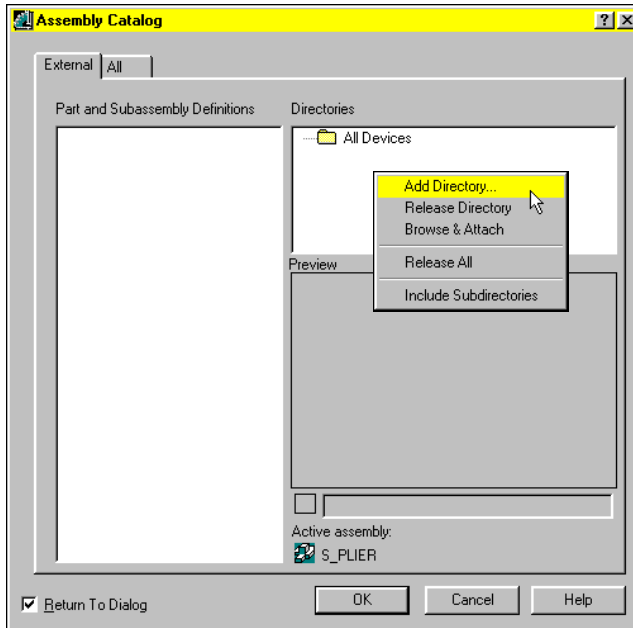 Assembly Catalog
External
All
Part and Subassembly Definitions
Directories
All Devices
Add Directory...
Release Directory
Browse & Attach
Release All
Include Subdirectories
Preview
Active assembly:
S_PLIER
Return To Dialog
OK
Cancel
Help